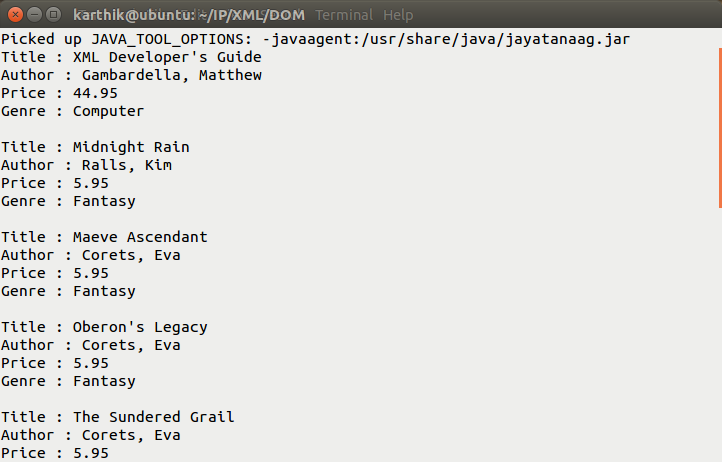 karthik@ubuntu: ~/IP/XML/DOM Terminal Help
Picked up JAVA_TOOL_OPTIONS: -javaagent:/usr/share/java/jayatanaag.jar
Title : XML Developer's Guide
Author : Gambardella, Matthew
Price : 44.95
Genre : Computer
Title : Midnight Rain
Author : Ralls, Kim
Price : 5.95
Genre : Fantasy
Title : Maeve Ascendant
Author : Corets, Eva
Price : 5.95
Genre : Fantasy
Title : Oberon's Legacy
Author : Corets, Eva
Price : 5.95
Genre : Fantasy
Title : The Sundered Grail
Author : Corets, Eva
Price : 5.95